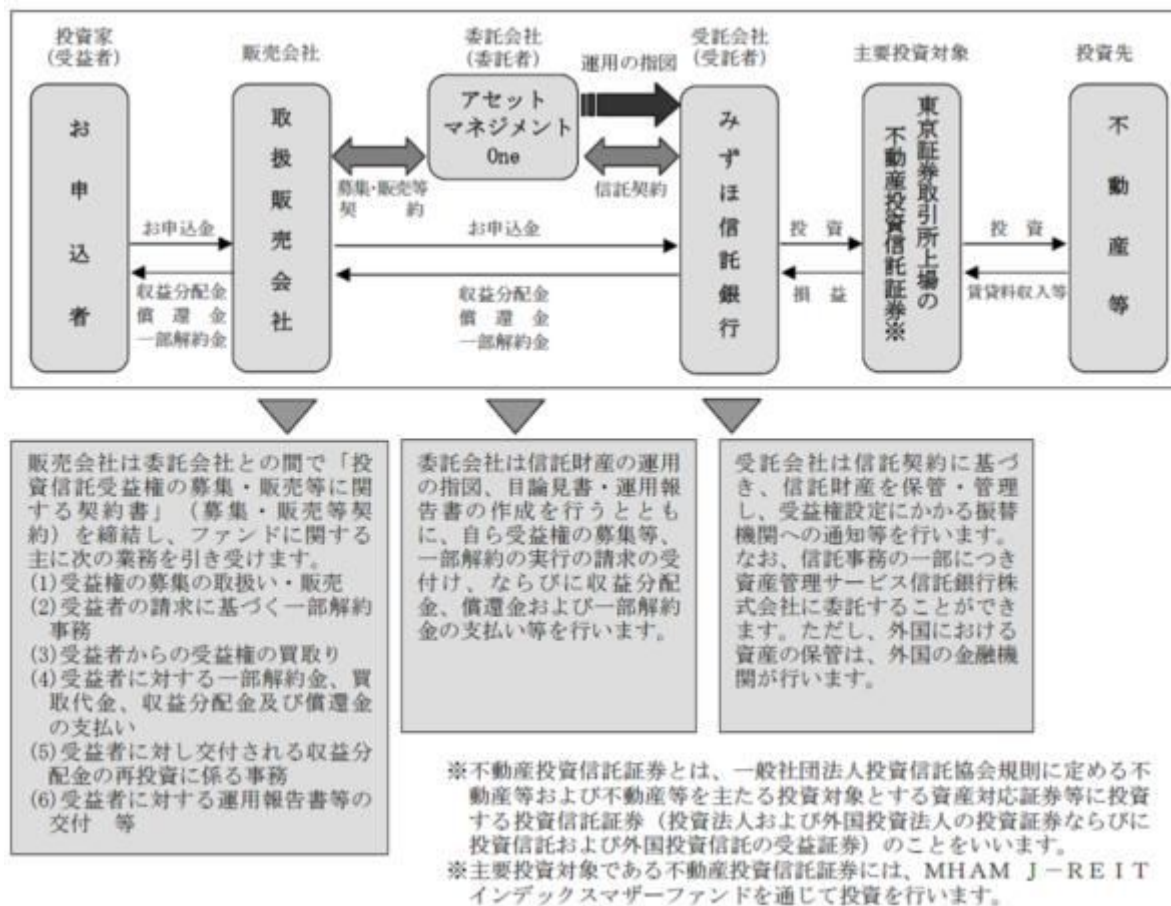 投資家
(受益者)
販売会社
委託会社
(委託者)
運用の指図
受託会社
(受託者)
主要投資対象
投資先
お申込者
取扱販売会社
アセット
マネジメント
One
みずほ信託銀行
東京証券取引所上場の
不動産投資信託証券※
不動産等
募集・販売等
契　　約
信託契約
お申込金
収益分配金
償　還　金
一部解約金
お申込金
収益分配金
償　還　金
一部解約金
投　資
損　益
投　資
賃貸料収入等
販売会社は委託会社との間で「投
資信託受益権の募集・販売等に関
する契約書」（募集・販売等契
約）を締結し、ファンドに関する
主に次の業務を引き受けます。
(1)受益権の募集の取扱い・販売
(2)受益者の請求に基づく一部解約
事務
(3)受益者からの受益権の買取り
(4)受益者に対する一部解約金、買
取代金、収益分配金及び償還金
の支払い
(5)受益者に対し交付される収益分
配金の再投資に係る事務
(6)受益者に対する運用報告書等の
交付　等
委託会社は信託財産の運用
の指図、目論見書・運用報
告書の作成を行うととも
に、自ら受益権の募集等、
一部解約の実行の請求の受
付け、ならびに収益分配
金、償還金および一部解約
金の支払い等を行います。
受託会社は信託契約に基づ
き、信託財産を保管・管理
し、受益権設定にかかる振替
機関への通知等を行います。
なお、信託事務の一部につき
資産管理サービス信託銀行株
式会社に委託することができ
ます。ただし、外国における
資産の保管は、外国の金融機
関が行います。
※不動産投資信託証券とは、一般社団法人投資信託協会規則に定める不
動産等および不動産等を主たる投資対象とする資産対応証券等に投資
する投資信託証券（投資法人および外国投資法人の投資証券ならびに
投資信託および外国投資信託の受益証券）のことをいいます。
※主要投資対象である不動産投資信託証券には、ＭＨＡＭ　Ｊ－ＲＥＩＴ
インデックスマザーファンドを通じて投資を行います。